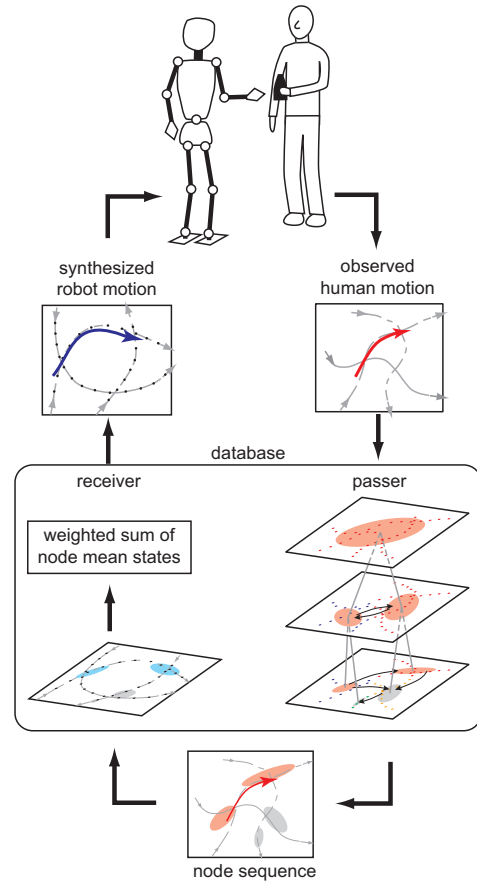 synthesized
robot motion
observed
human motion
database
receiver
passer
weighted sum of
node mean states
node sequence